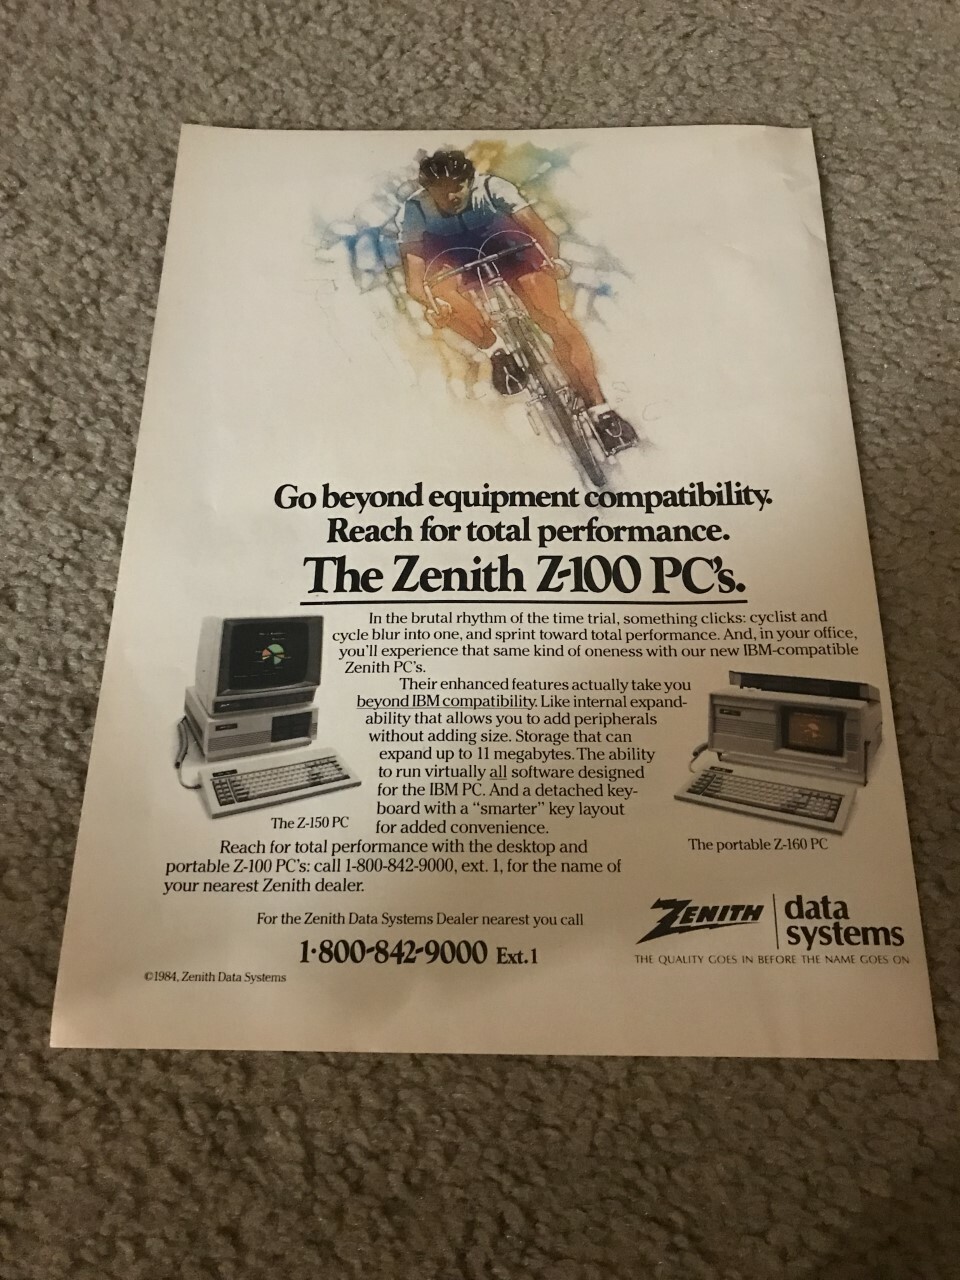 Go beyond equipment compatibility.
Reach for total performance.
The Zenith Z-100 PC's.
In the brutal rhythm of the time trial, something clicks: cyclist and
cycle blur into one, and sprint toward total performance. And, in your office,
you'll experience that same kind of oneness with our new IBM-compatible
Zenith PC's.
Their enhanced features actually take you
beyond IBM compatibility. Like internal expand-
ability that allows you to add peripherals
without adding size. Storage that can
expand up to 11 megabytes. The ability
to run virtually all software designed
for the IBM PC. And a detached key-
board with a “smarter” key layout
for added convenience.
The Z-150 PC
The portable Z-160 PC
Reach for total performance with the desktop and
portable Z-100 PC's: call 1-800-842-9000, ext. 1, for the name of
your nearest Zenith dealer.
For the Zenith Data Systems Dealer nearest you call
1-800-842-9000 Ext. 1
©1984, Zenith Data Systems
ZENITH data
systems
THE QUALITY GOES IN BEFORE THE NAME GOES ON